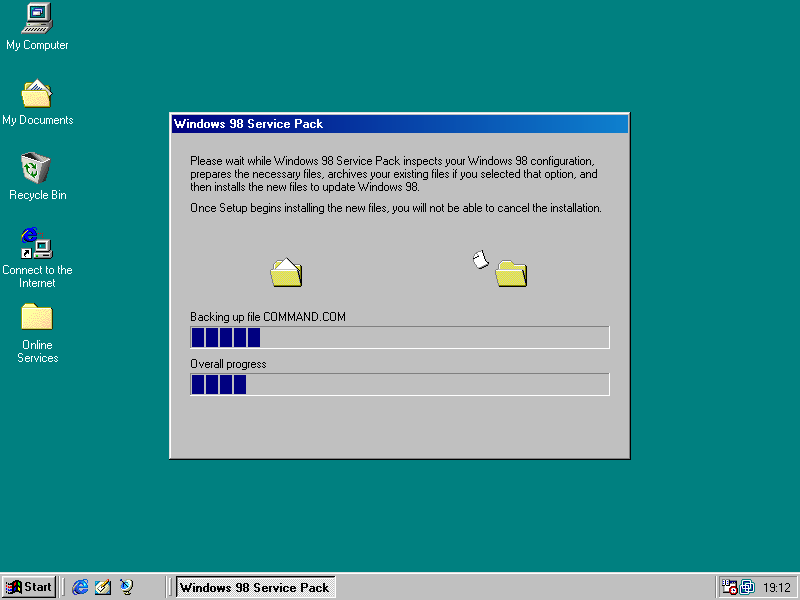 My Computer
My Documents
Recycle Bin
Connect to the
Internet
Online
Services
Windows 98 Service Pack
Please wait while Windows 98 Service Pack inspects your Windows 98 configuration,
prepares the necessary files, archives your existing files if you selected that option, and
then installs the new files to update Windows 98.
Once Setup begins installing the new files, you will not be able to cancel the installation.
Backing up file COMMAND.COM
Overall progress
Start
Windows 98 Service Pack
19:12